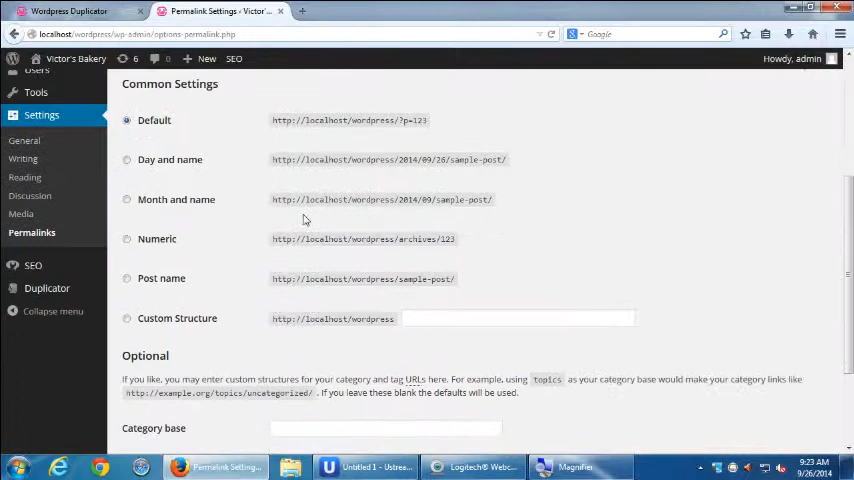 Wordpress Duplicator
Permalink Settings ‹ Victor's ...
localhost/wordpress/wp-admin/options-permalink.php
Google
Victor's Bakery
6
0
+ New
SEO
Howdy, admin
Users
Tools
Settings
General
Writing
Reading
Discussion
Media
Permalinks
SEO
Duplicator
Collapse menu
Common Settings
Default http://localhost/wordpress/?p=123
Day and name http://localhost/wordpress/2014/09/26/sample-post/
Month and name http://localhost/wordpress/2014/09/sample-post/
Numeric http://localhost/wordpress/archives/123
Post name http://localhost/wordpress/sample-post/
Custom Structure http://localhost/wordpress
Optional
If you like, you may enter custom structures for your category and tag URLs here. For example, using topics as your category base would make your category links like
http://example.org/topics/uncategorized/ . If you leave these blank the defaults will be used.
Category base
Permalink Setting...
Untitled 1 - Ustrea...
Logitech® Webc...
Magnifier
9:23 AM
9/26/2014